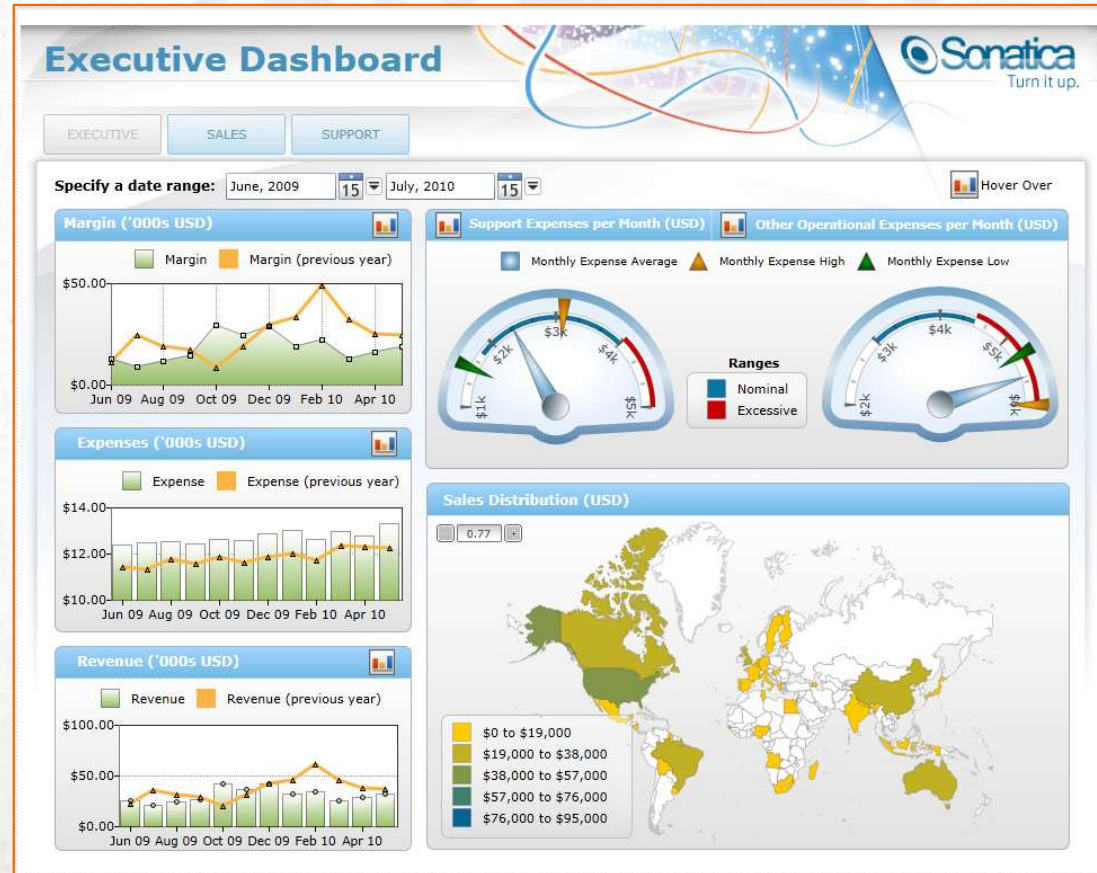 Executive Dashboard
Sonatica
Turn it up.
EXECUTIVE SALES SUPPORT
Specify a date range: June, 2009 15 July, 2010 15
Hover Over
Margin ('000s USD)
Margin Margin (previous year)
$50.00
$0.00
Jun 09 Aug 09 Oct 09 Dec 09 Feb 10 Apr 10
Expenses ('000s USD)
Expense Expense (previous year)
$14.00
$12.00
$10.00
Jun 09 Aug 09 Oct 09 Dec 09 Feb 10 Apr 10
Revenue ('000s USD)
Revenue Revenue (previous year)
$100.00
$50.00
$0.00
Jun 09 Aug 09 Oct 09 Dec 09 Feb 10 Apr 10
Support Expenses per Month (USD) Other Operational Expenses per Month (USD)
Monthly Expense Average Monthly Expense High Monthly Expense Low
$1k $2k $3k $4k $5k
Ranges
Nominal
Excessive
$2k $3k $4k $5k $6k
Sales Distribution (USD)
0.77 +
$0 to $19,000
$19,000 to $38,000
$38,000 to $57,000
$57,000 to $76,000
$76,000 to $95,000